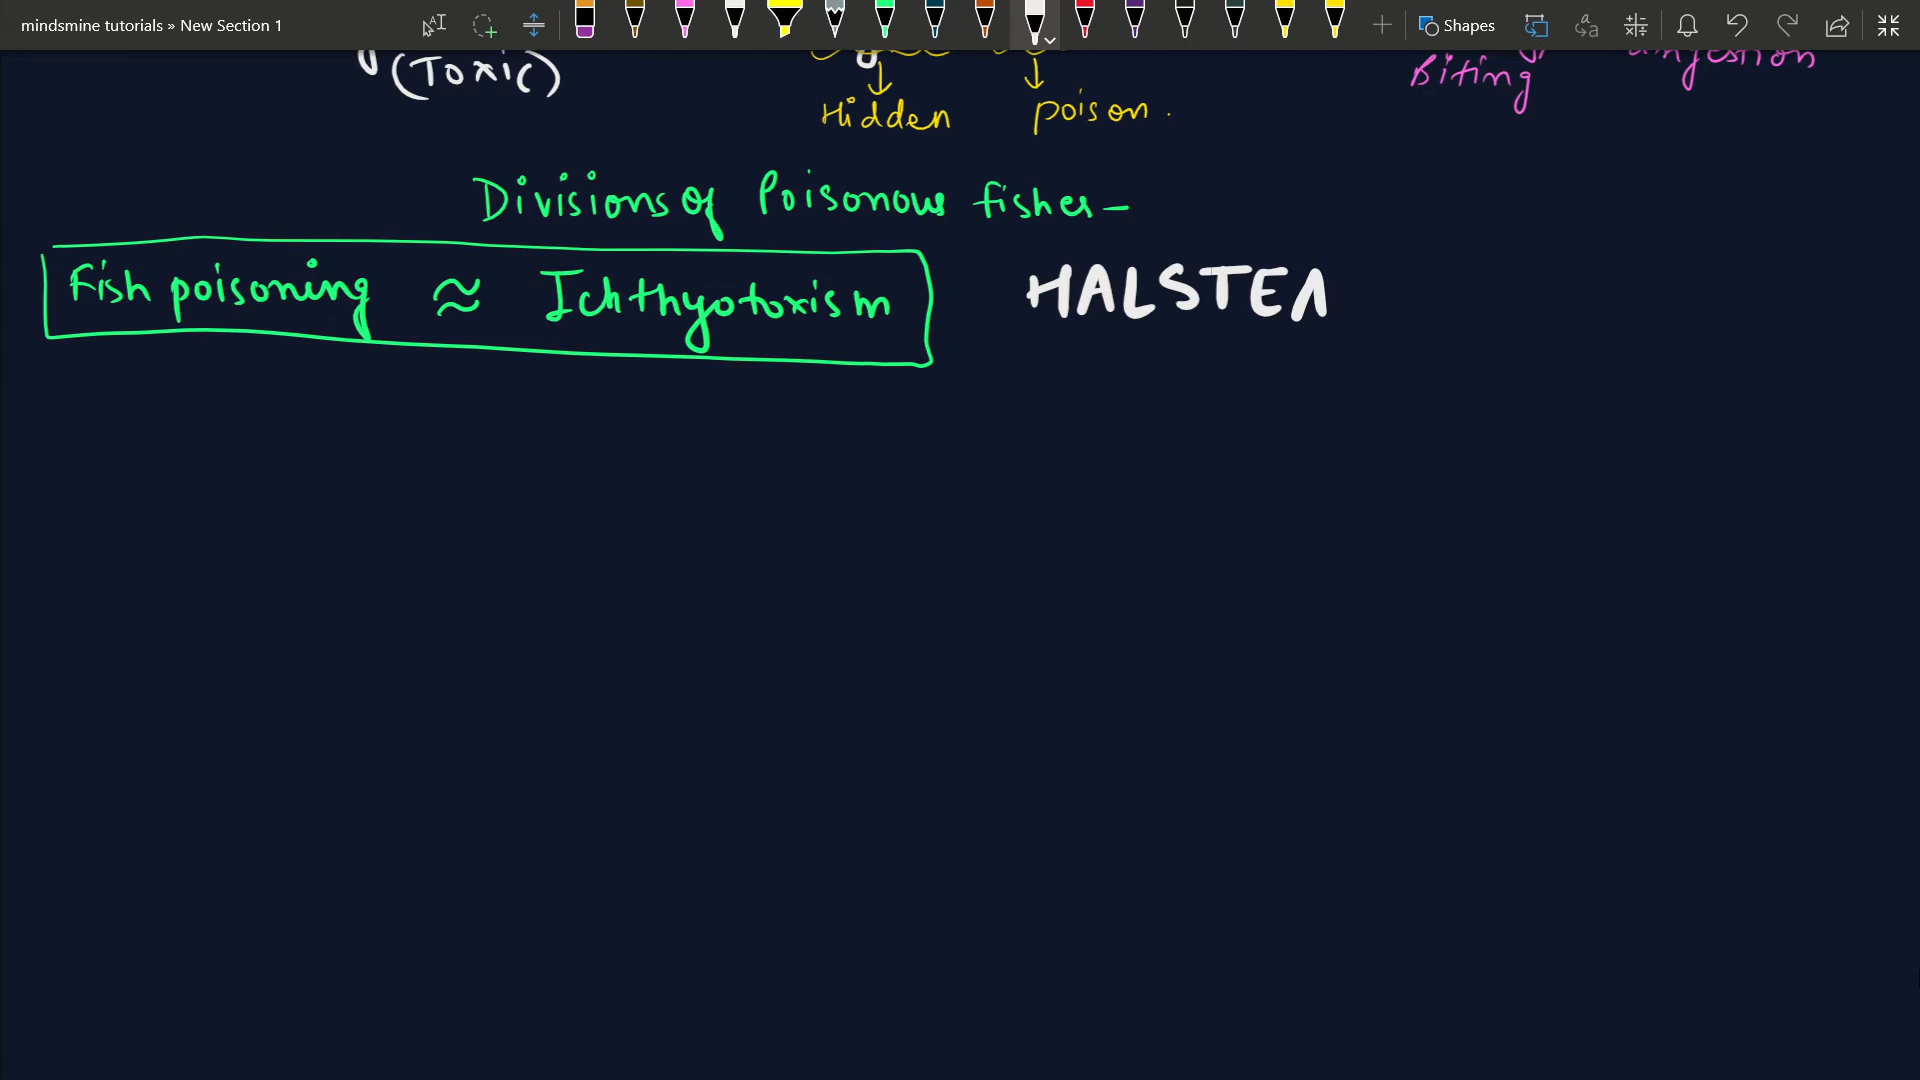 mindsmine tutorials » New Section 1
Shapes
(Toxic)
Biting
Hidden poison.
Divisions of Poisonous fishes -
Fish poisoning ≈ Ichthyotoxism
HALSTEA